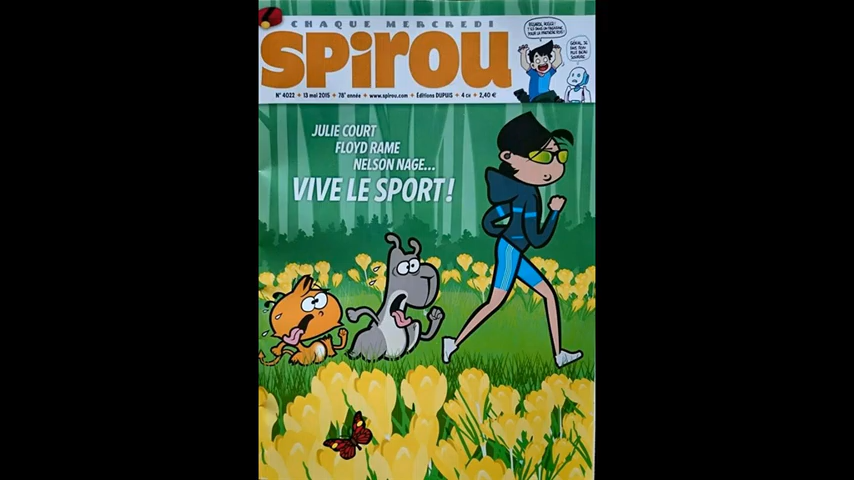 CHAQUE MERCREDI
SPIROU
N° 4022 + 13 mai 2015 + 78e année + www.spirou.com + Éditions DUPUIS + 4 CH + 2,40 €
JULIE COURT
FLOYD RAME
NELSON NAGE...
VIVE LE SPORT !